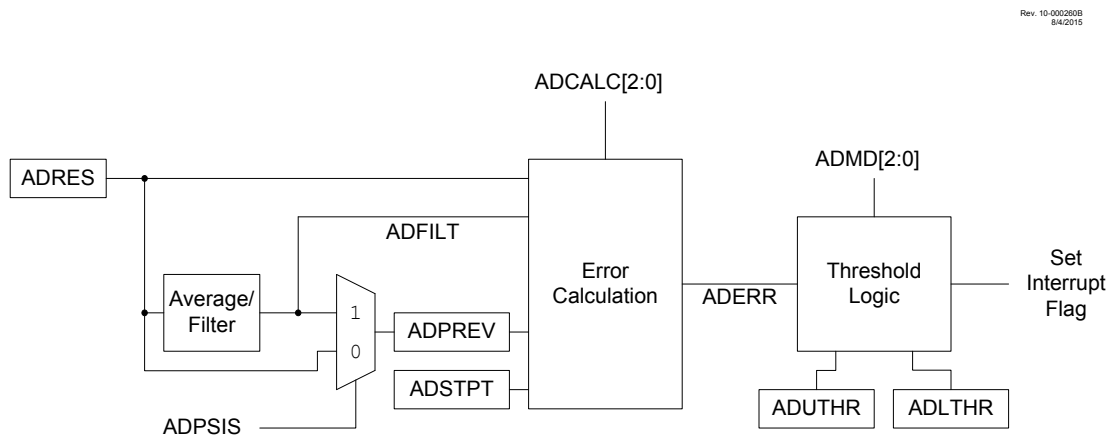 Rev. 10-000260B
8/4/2015
ADCALC[2:0]
ADMD[2:0]
ADRES
ADFILT
Average/
Filter
1
0
ADPREV
ADSTPT
ADPSIS
Error
Calculation
ADERR
Threshold
Logic
Set
Interrupt
Flag
ADUTHR
ADLTHR